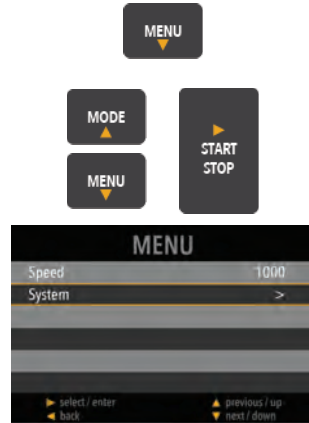 MENU
MODE
MENU
START
STOP
MENU
Speed 1000
System >
select / enter
back
previous / up
next / down